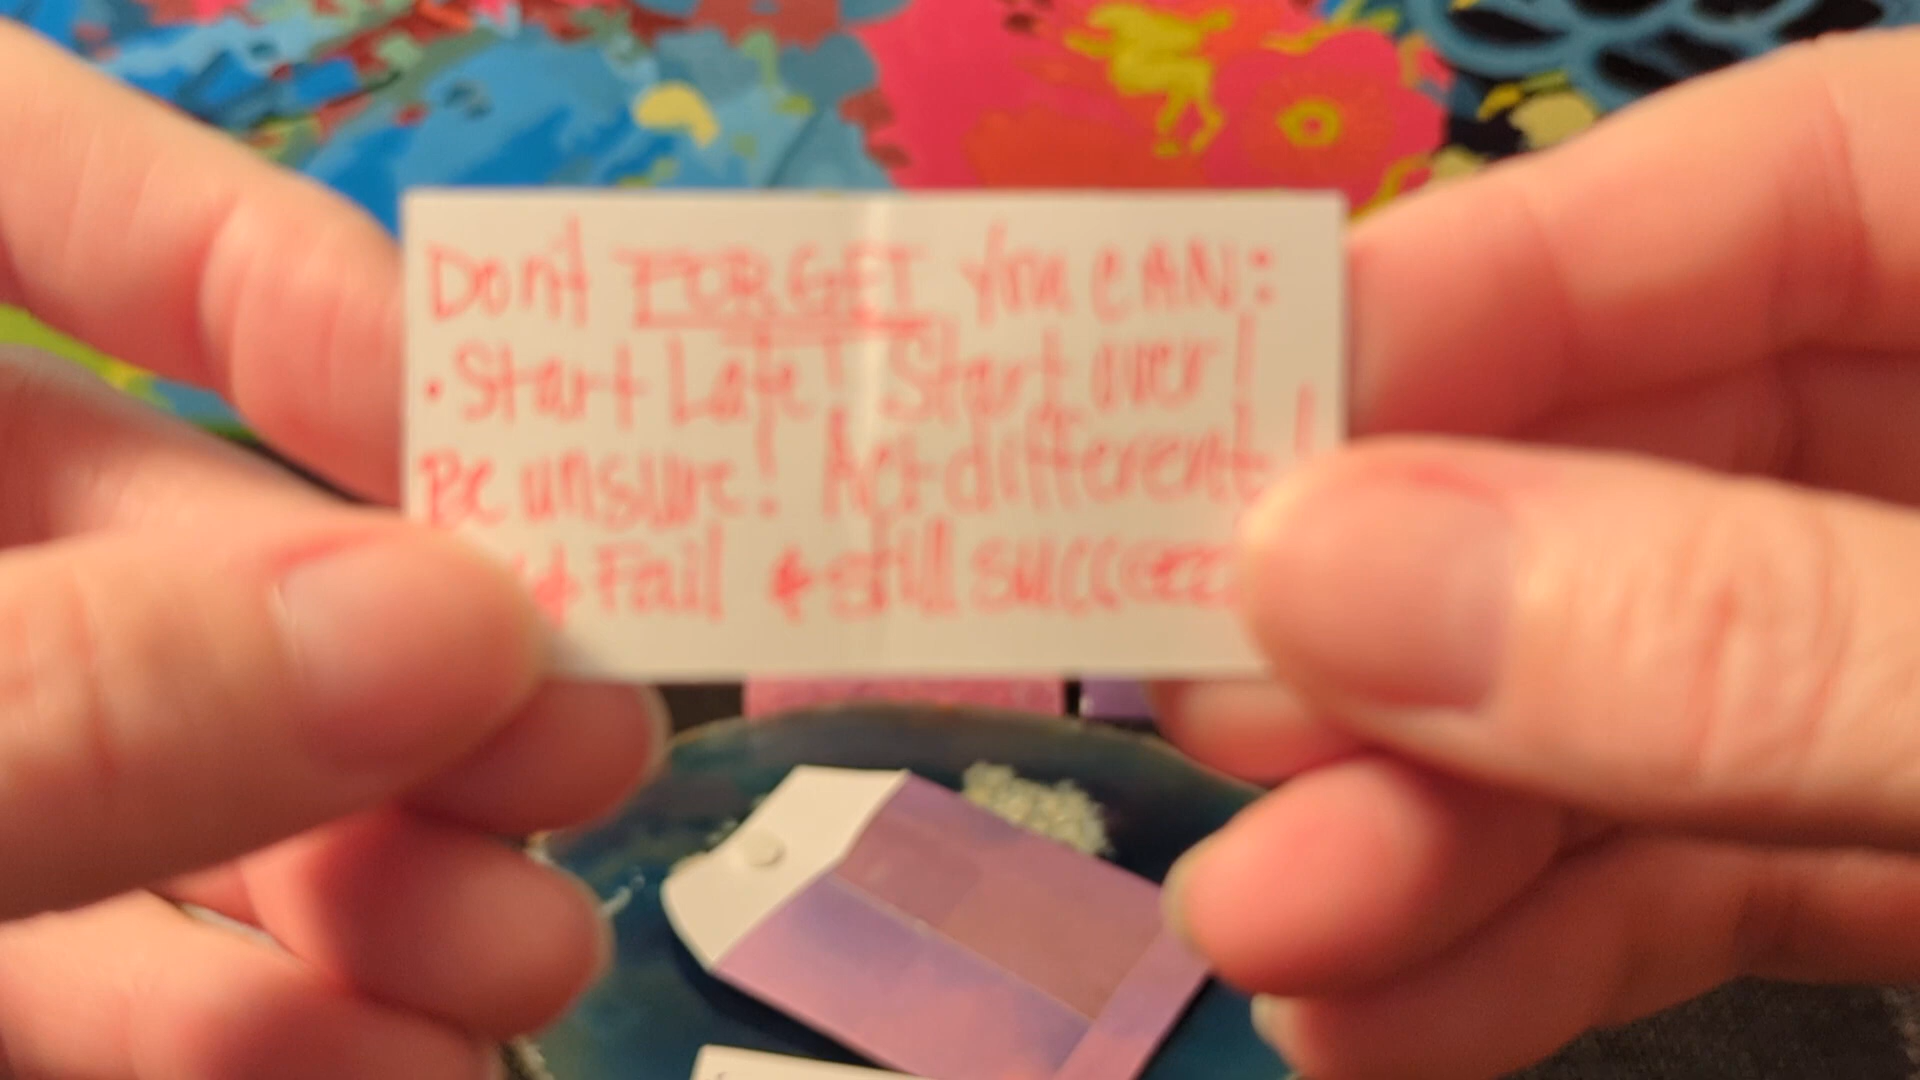 Don't FORGET you CAN:
• Start Late! Start over!
Be unsure! Act different!
Fail & still succeed